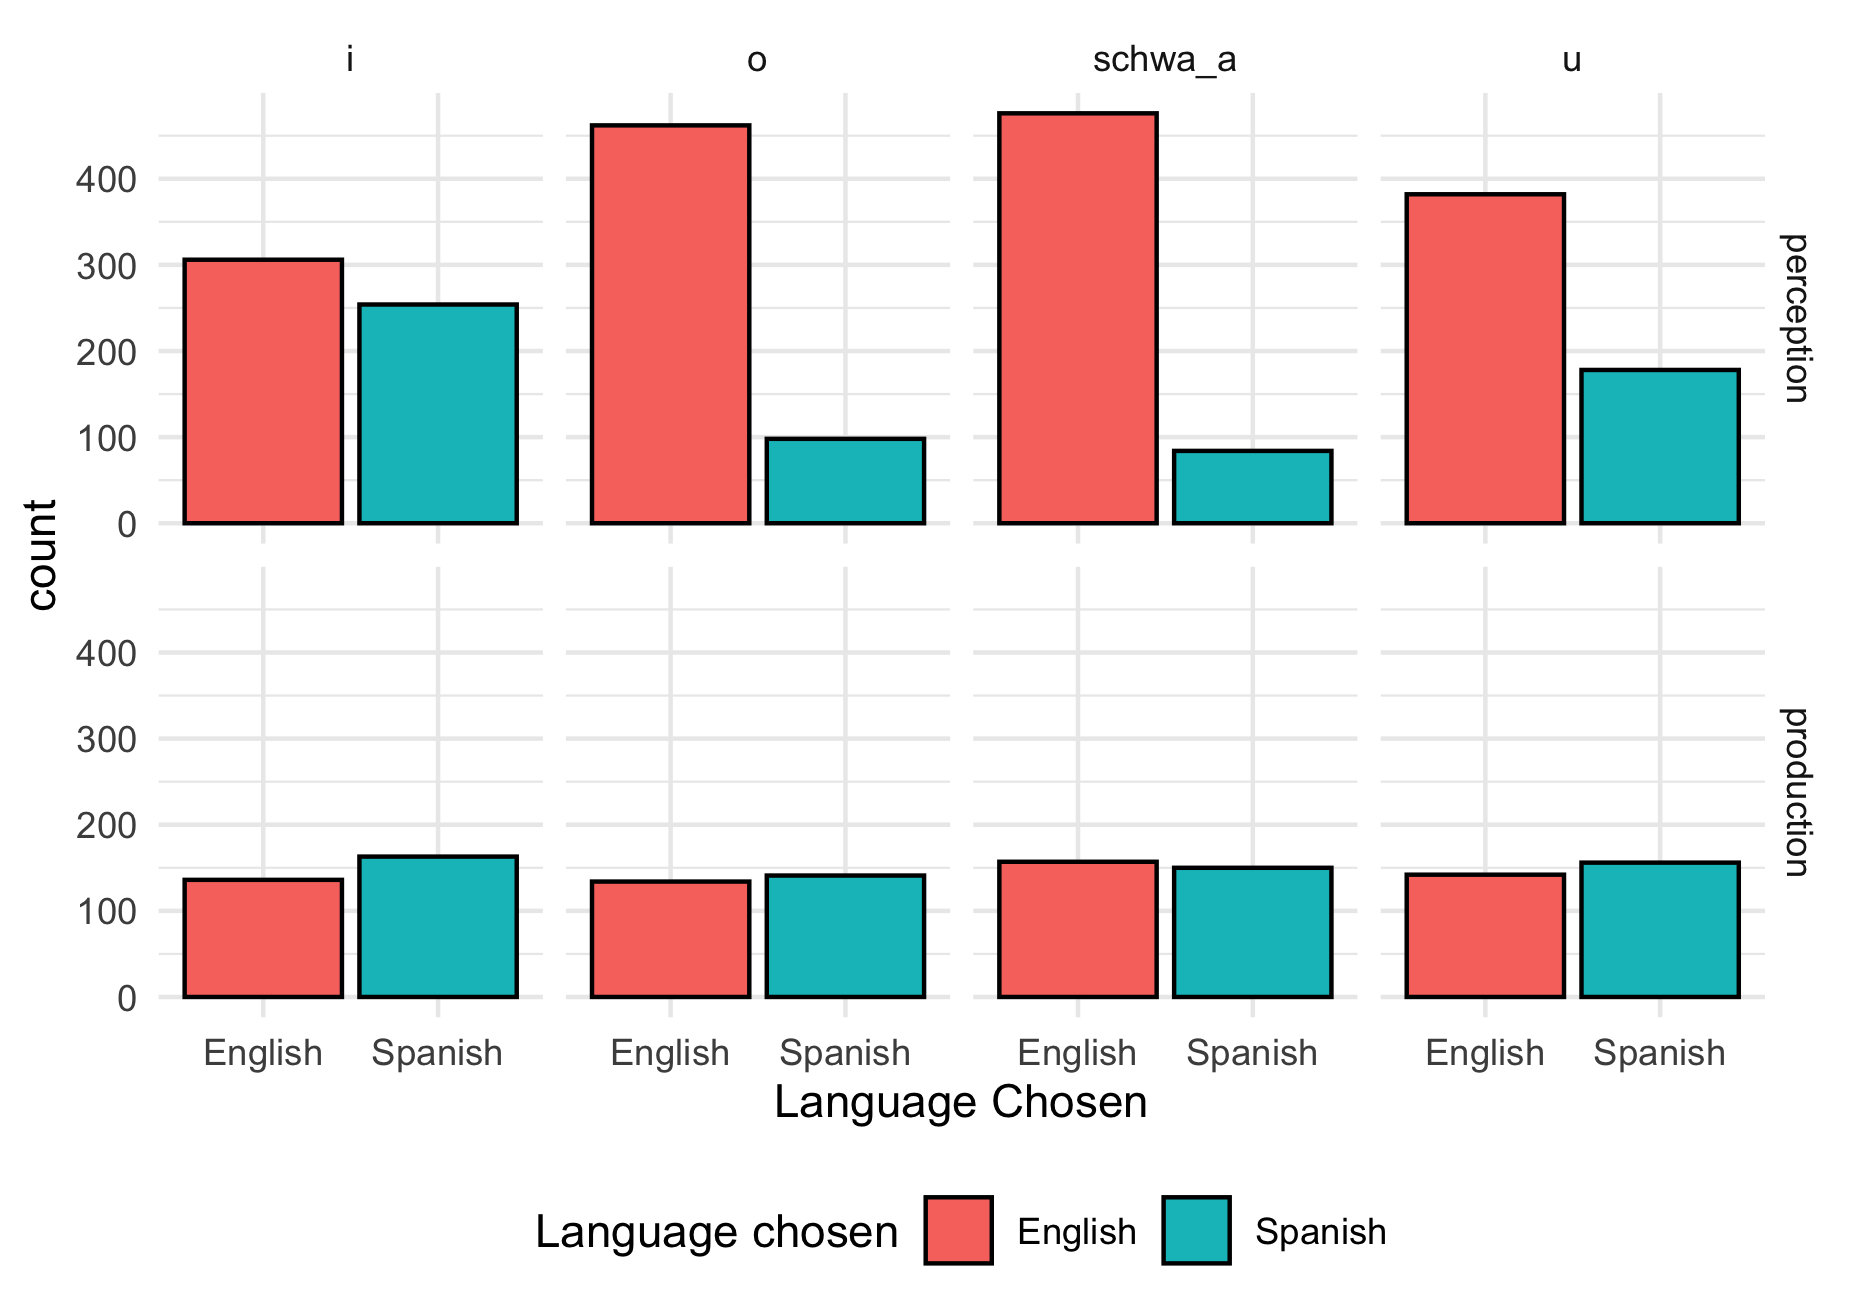 i o schwa_a u
400
300
200
100
0
perception
count
400
300
200
100
0
production
English Spanish English Spanish English Spanish English Spanish
Language Chosen
Language chosen English Spanish